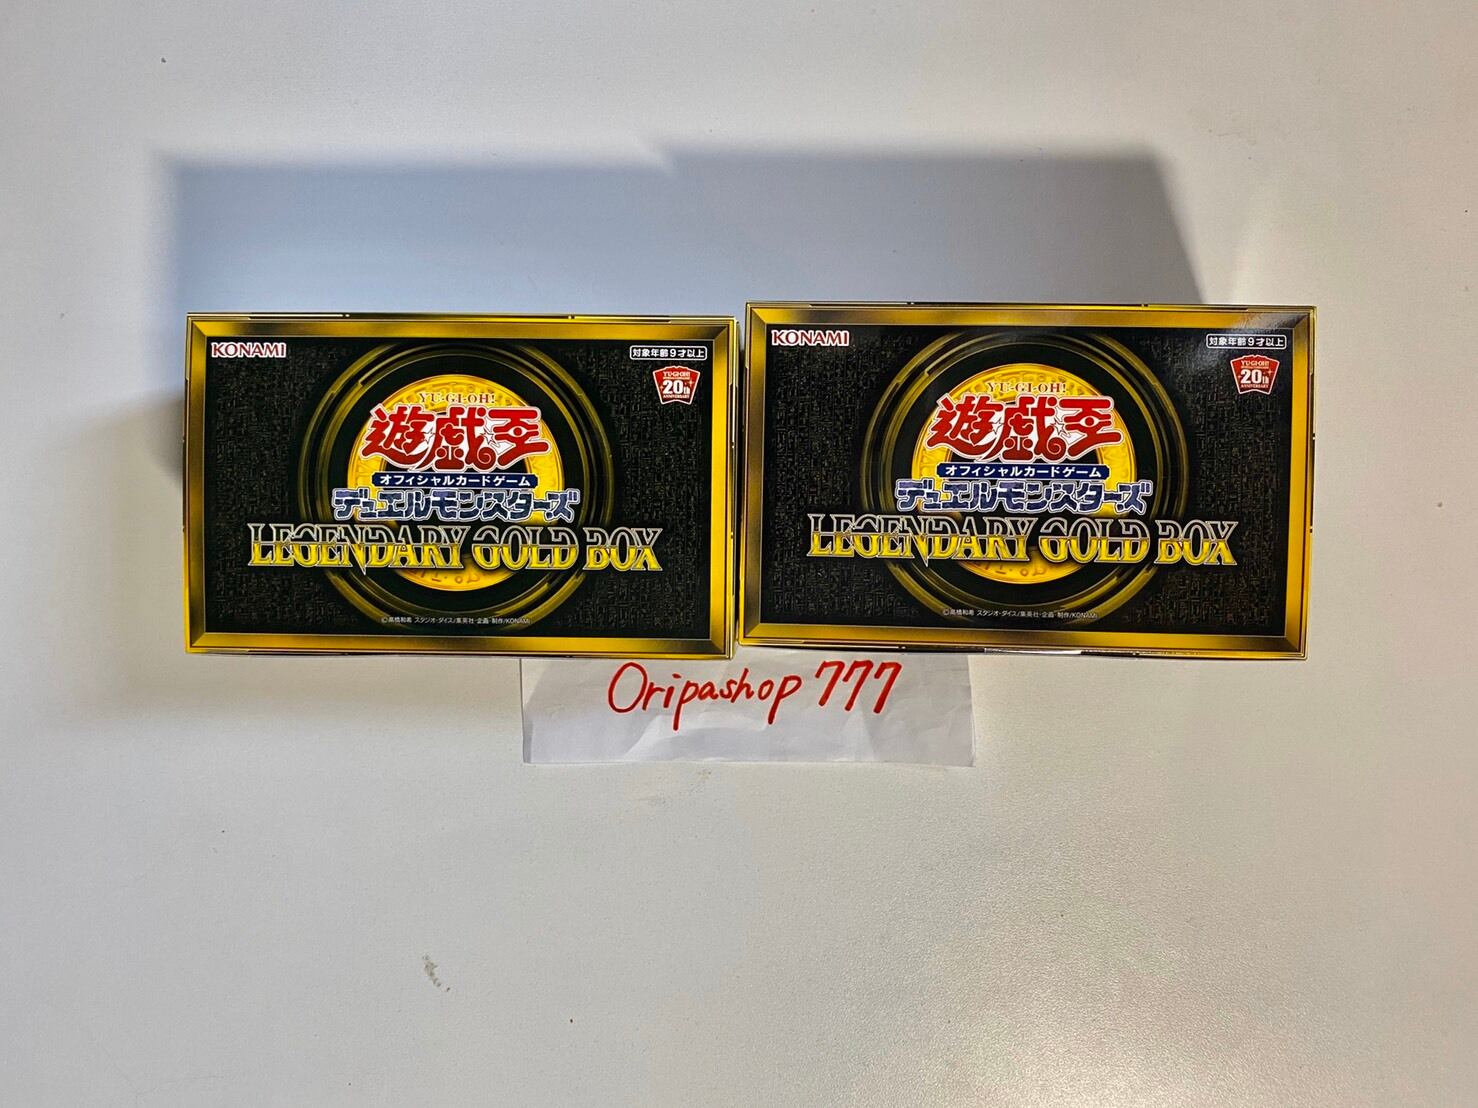 KONAMI
対象年齢9才以上
YU-GI-OH!
20th
ANNIVERSARY
YU-GI-OH!
遊戯王
オフィシャルカードゲーム
デュエルモンスターズ
LEGENDARY GOLD BOX
©高橋和希 スタジオ・ダイス/集英社・企画・制作/KONAMI
KONAMI
対象年齢9才以上
YU-GI-OH!
20th
ANNIVERSARY
YU-GI-OH!
遊戯王
オフィシャルカードゲーム
デュエルモンスターズ
LEGENDARY GOLD BOX
©高橋和希 スタジオ・ダイス/集英社・企画・制作/KONAMI
Oripashop 777